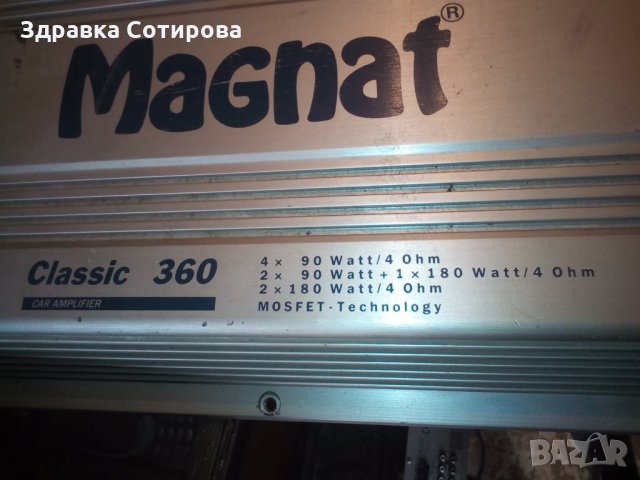 Здравка Сотирова
Magnat®
Classic 360
CAR AMPLIFIER
4 x 90 Watt/4 Ohm
2 x 90 Watt + 1 x 180 Watt/4 Ohm
2 x 180 Watt/4 Ohm
MOSFET-Technology
BAZAR